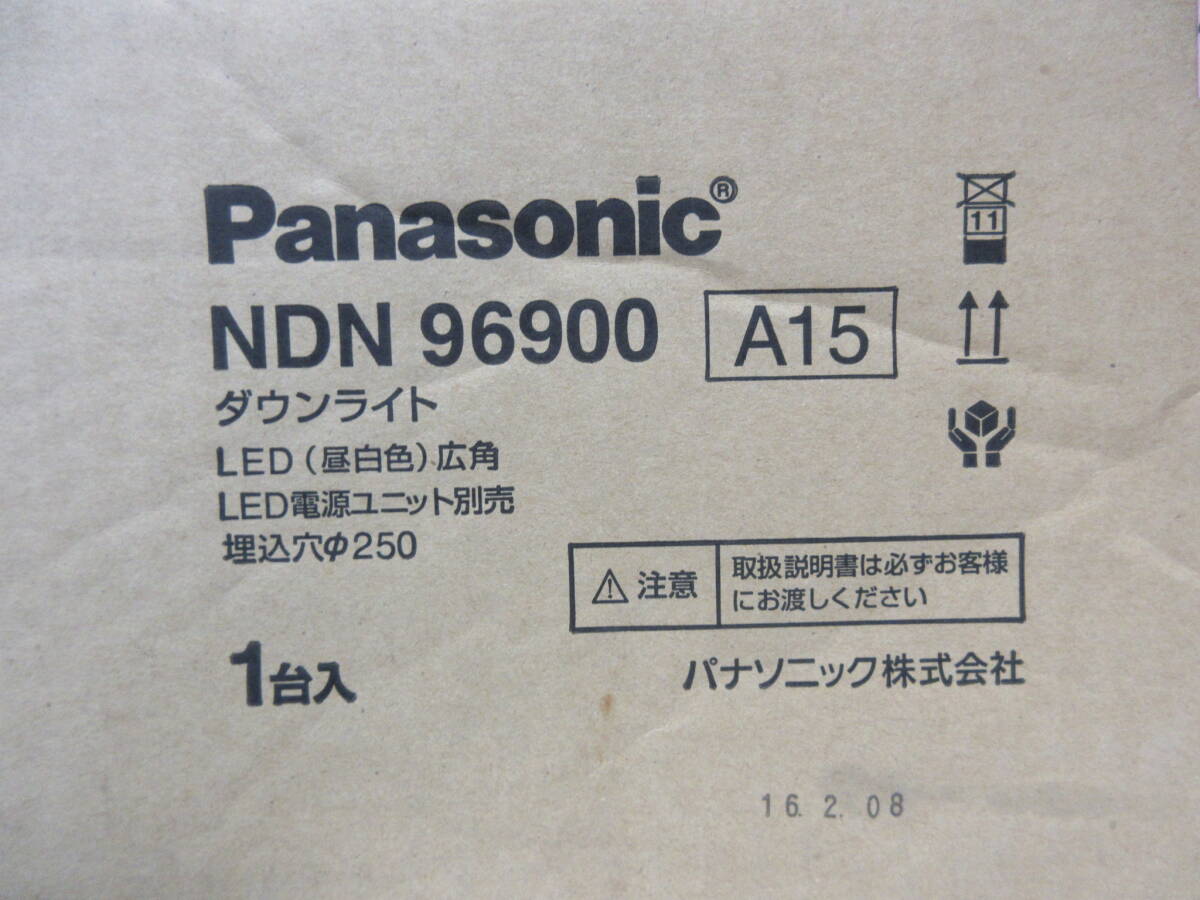 Panasonic®
NDN 96900 A15
ダウンライト
LED(昼白色)広角
LED電源ユニット別売
埋込穴φ250
11
⚠ 注意 取扱説明書は必ずお客様
にお渡しください
1台入
パナソニック株式会社
16. 2. 08